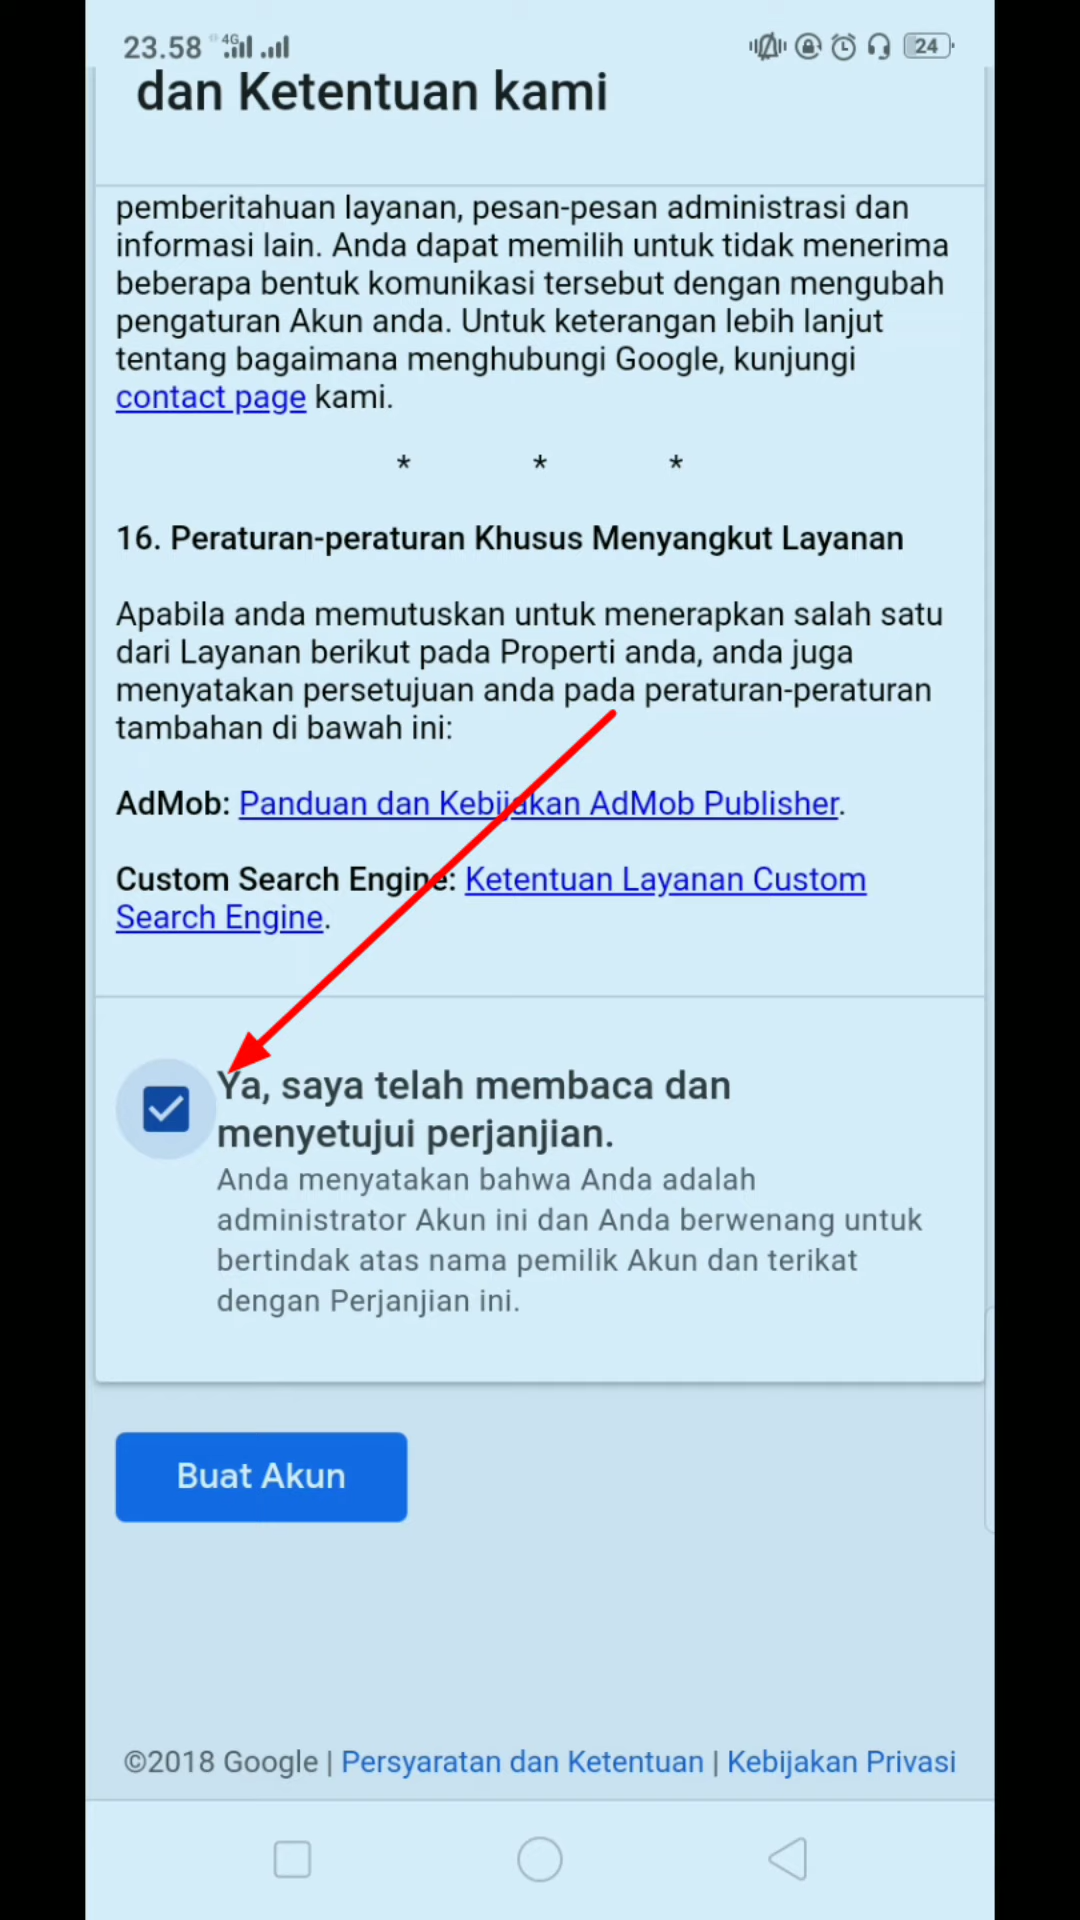 23.58 4G 24
dan Ketentuan kami
pemberitahuan layanan, pesan-pesan administrasi dan
informasi lain. Anda dapat memilih untuk tidak menerima
beberapa bentuk komunikasi tersebut dengan mengubah
pengaturan Akun anda. Untuk keterangan lebih lanjut
tentang bagaimana menghubungi Google, kunjungi
contact page kami.
* * *
16. Peraturan-peraturan Khusus Menyangkut Layanan
Apabila anda memutuskan untuk menerapkan salah satu
dari Layanan berikut pada Properti anda, anda juga
menyatakan persetujuan anda pada peraturan-peraturan
tambahan di bawah ini:
AdMob: Panduan dan Kebijakan AdMob Publisher.
Custom Search Engine: Ketentuan Layanan Custom
Search Engine.
Ya, saya telah membaca dan
menyetujui perjanjian.
Anda menyatakan bahwa Anda adalah
administrator Akun ini dan Anda berwenang untuk
bertindak atas nama pemilik Akun dan terikat
dengan Perjanjian ini.
Buat Akun
©2018 Google | Persyaratan dan Ketentuan | Kebijakan Privasi